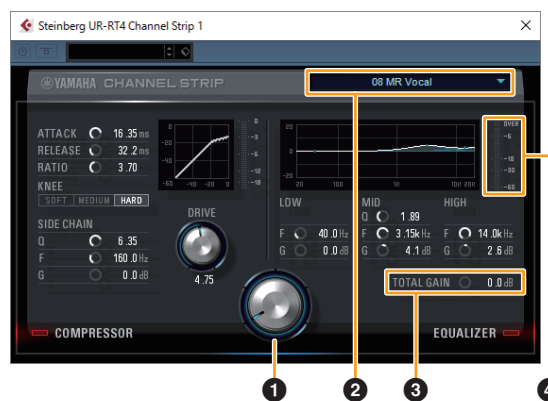 Steinberg UR-RT4 Channel Strip 1
YAMAHA CHANNEL STRIP
08 MR Vocal
ATTACK 16.35 ms
RELEASE 32.2 ms
RATIO 3.70
KNEE
SOFT MEDIUM HARD
SIDE CHAIN
Q 6.35
F 160.0 Hz
G 0.0 dB
0
-20
-40
-60 -40 -20 0
0
-3
-6
-12
-18
DRIVE
4.75
20
0
-20
20 100 1K 10K 20K
OVER
-6
-18
-30
-60
LOW MID HIGH
Q 1.89
F 40.0 Hz F 3.15k Hz F 14.0k Hz
G 0.0 dB G 4.1 dB G 2.6 dB
TOTAL GAIN 0.0 dB
COMPRESSOR
EQUALIZER
1 2 3 4